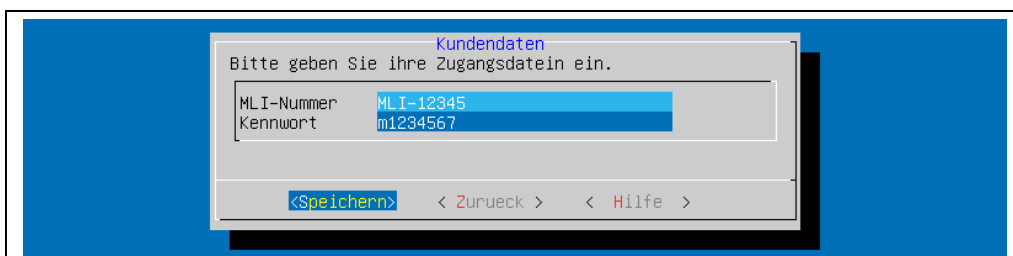 Kundendaten
Bitte geben Sie ihre Zugangsdatein ein.
MLI-Nummer MLI-12345
Kennwort m1234567
<Speichern> < Zurueck > < Hilfe >